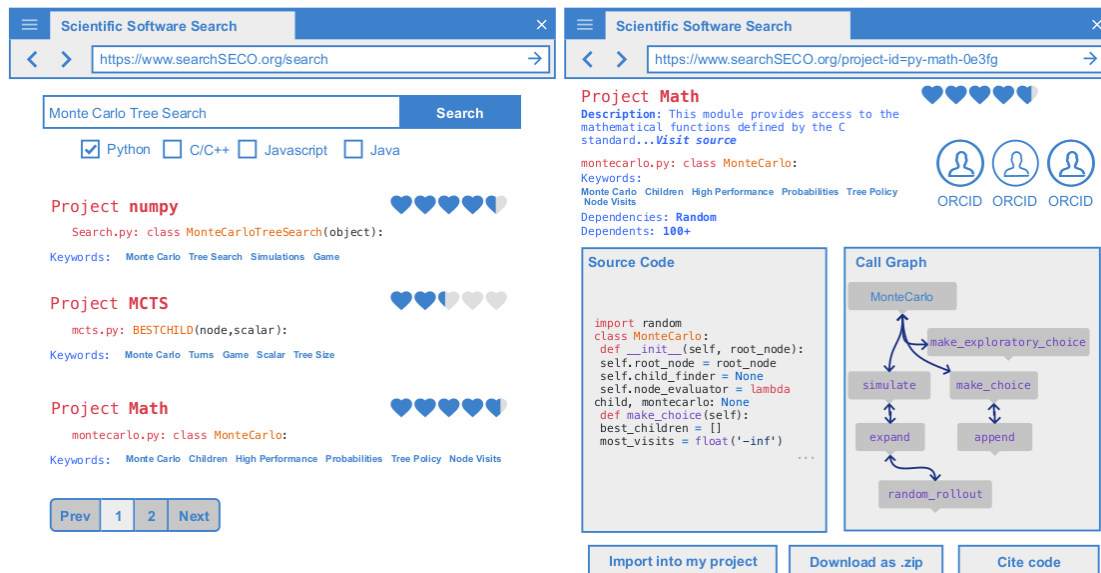 Scientific Software Search
https://www.searchSECO.org/search
Monte Carlo Tree Search
Search
Python C/C++ Javascript Java
Project numpy
Search.py: class MonteCarloTreeSearch(object):
Keywords: Monte Carlo Tree Search Simulations Game
Project MCTS
mcts.py: BESTCHILD(node,scalar):
Keywords: Monte Carlo Turns Game Scalar Tree Size
Project Math
montecarlo.py: class MonteCarlo:
Keywords: Monte Carlo Children High Performance Probabilities Tree Policy Node Visits
Prev 1 2 Next
Scientific Software Search
https://www.searchSECO.org/project-id=py-math-0e3fg
Project Math
Description: This module provides access to the
mathematical functions defined by the C
standard...Visit source
montecarlo.py: class MonteCarlo:
Keywords:
Monte Carlo Children High Performance Probabilities Tree Policy
Node Visits
Dependencies: Random
Dependents: 100+
ORCID ORCID ORCID
Source Code
import random
class MonteCarlo:
def __init__(self, root_node):
self.root_node = root_node
self.child_finder = None
self.node_evaluator = lambda
child, montecarlo: None
def make_choice(self):
best_children = []
most_visits = float('-inf')
...
Call Graph
MonteCarlo
make_exploratory_choice
simulate
make_choice
expand
append
random_rollout
Import into my project
Download as .zip
Cite code